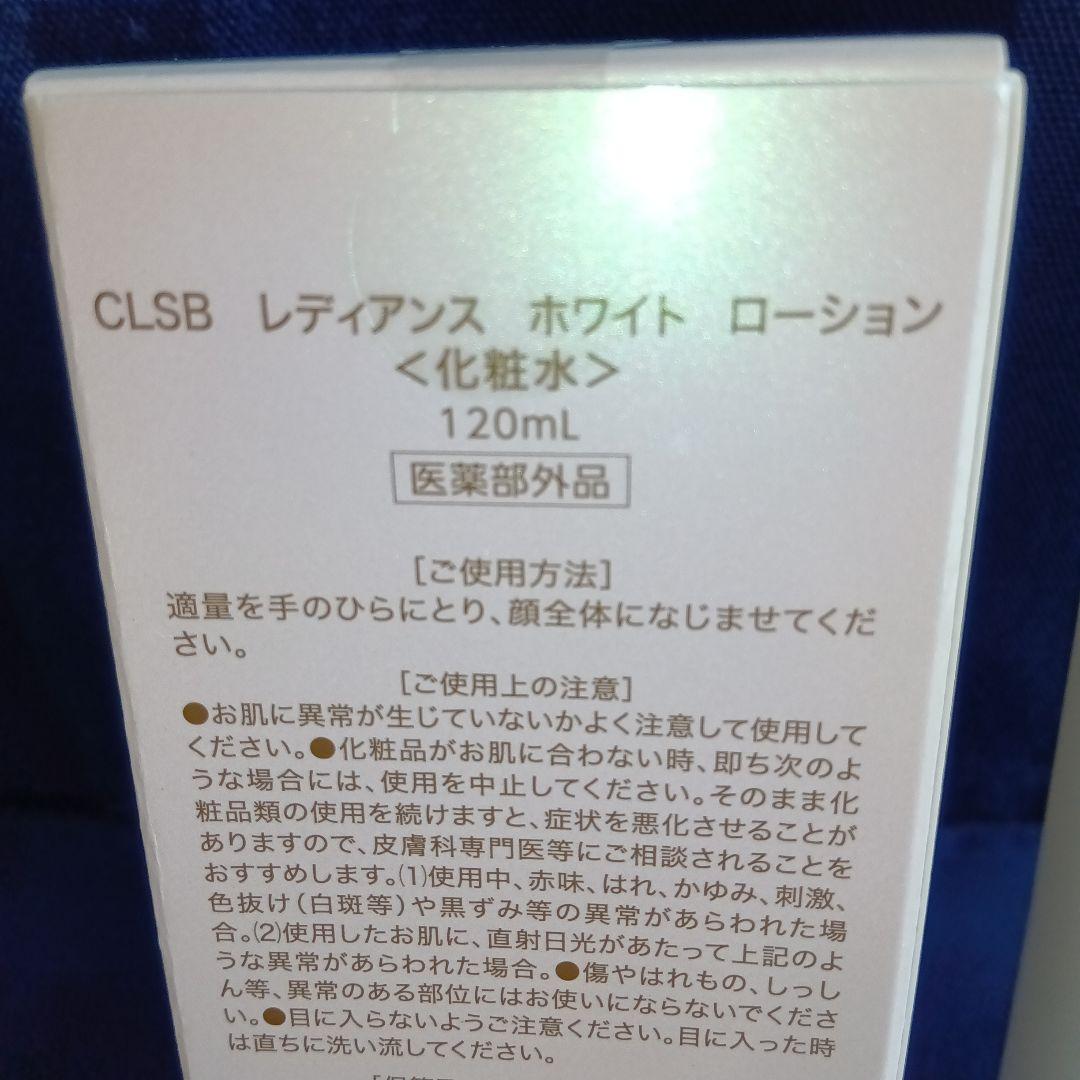 CLSB レディアンス ホワイト ローション
＜化粧水＞
120mL
医薬部外品
［ご使用方法］
適量を手のひらにとり、顔全体になじませてくだ
さい。
［ご使用上の注意］
●お肌に異常が生じていないかよく注意して使用して
ください。●化粧品がお肌に合わない時、即ち次のよ
うな場合には、使用を中止してください。そのまま化
粧品類の使用を続けますと、症状を悪化させることが
ありますので、皮膚科専門医等にご相談されることを
おすすめします。(1)使用中、赤味、はれ、かゆみ、刺激、
色抜け（白斑等）や黒ずみ等の異常があらわれた場
合。(2)使用したお肌に、直射日光があたって上記のよ
うな異常があらわれた場合。●傷やはれもの、しっし
ん等、異常のある部位にはお使いにならないでくださ
い。●目に入らないようご注意ください。目に入った時
は直ちに洗い流してください。